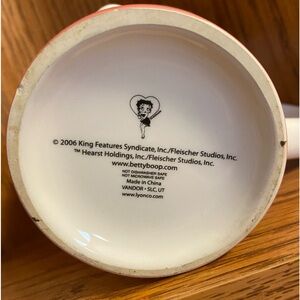 © 2006 King Features Syndicate, Inc./Fleischer Studios, Inc.
™ Hearst Holdings, Inc./Fleischer Studios, Inc.
www.bettyboop.com
NOT DISHWASHER SAFE
NOT MICROWAVE SAFE
Made in China
VANDOR • SLC, UT
www.lyonco.com